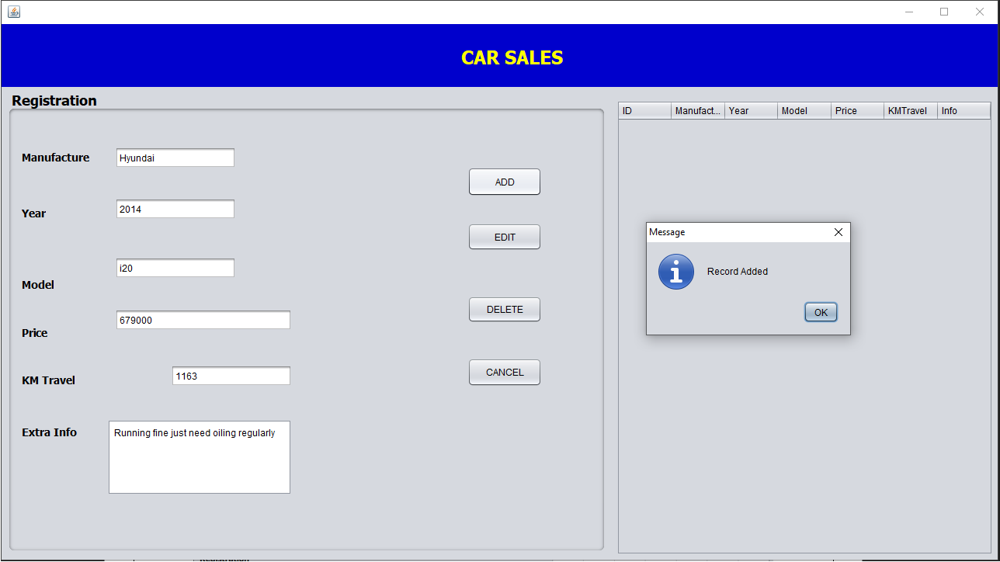 CAR SALES
Registration
ID Manufact... Year Model Price KMTravel Info
Manufacture Hyundai
ADD
Year 2014
EDIT
Message
Record Added
OK
Model i20
DELETE
Price 679000
CANCEL
KM Travel 1163
Extra Info Running fine just need oiling regularly